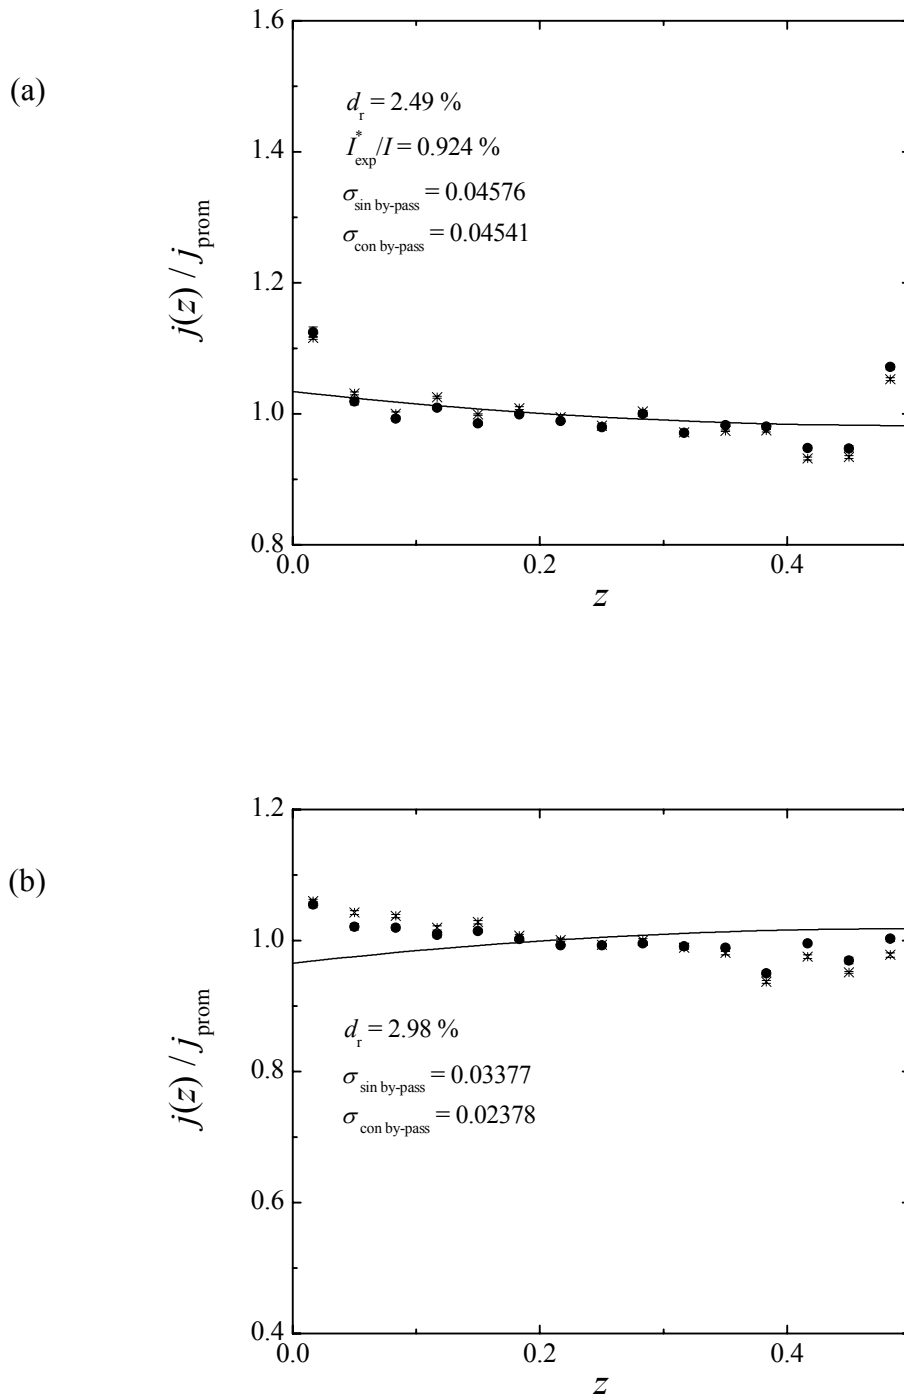 (a)
1.6
1.4
1.2
1.0
0.8
j(z) / j_prom
d_r = 2.49 %
I*_exp/I = 0.924 %
σ_sin by-pass = 0.04576
σ_con by-pass = 0.04541
0.0 0.2 0.4
z
(b)
1.2
1.0
0.8
0.6
0.4
j(z) / j_prom
d_r = 2.98 %
σ_sin by-pass = 0.03377
σ_con by-pass = 0.02378
0.0 0.2 0.4
z